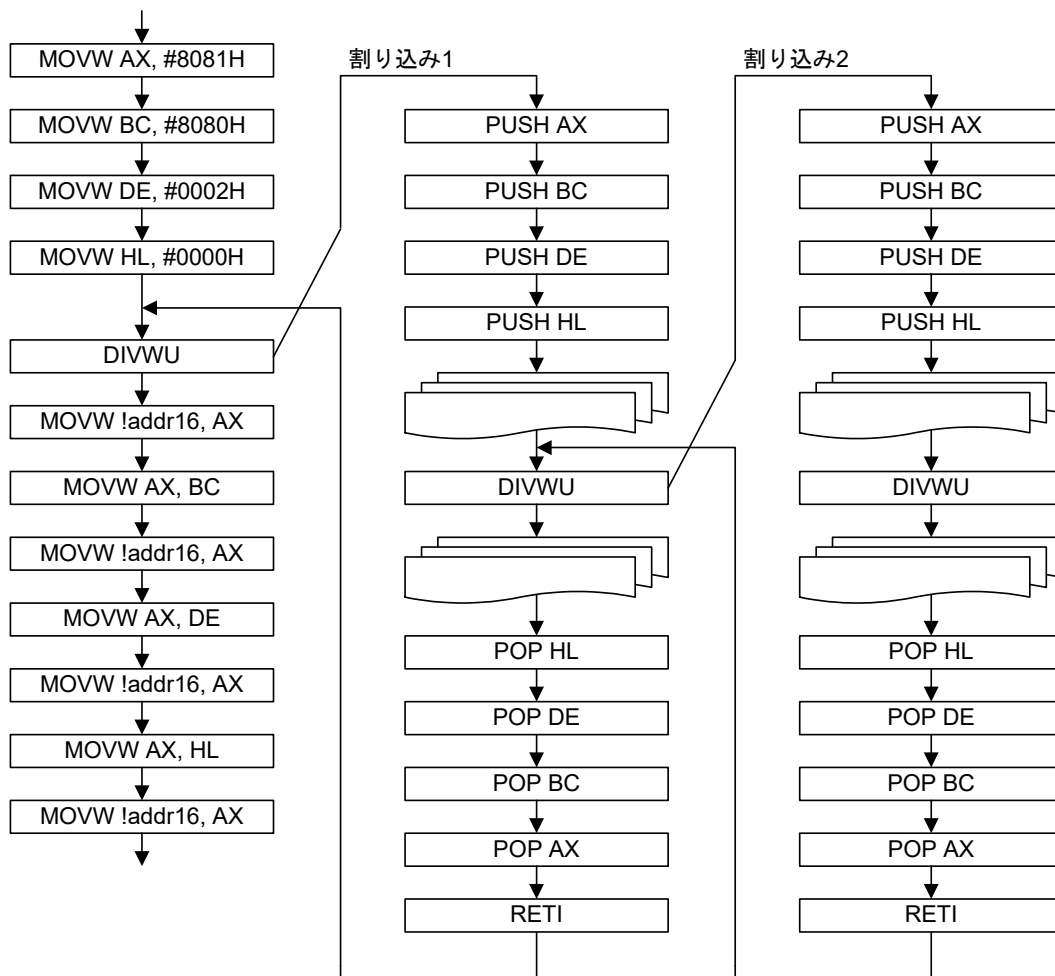 MOVW AX, #8081H
MOVW BC, #8080H
MOVW DE, #0002H
MOVW HL, #0000H
DIVWU
MOVW !addr16, AX
MOVW AX, BC
MOVW !addr16, AX
MOVW AX, DE
MOVW !addr16, AX
MOVW AX, HL
MOVW !addr16, AX
割り込み1
PUSH AX
PUSH BC
PUSH DE
PUSH HL
DIVWU
POP HL
POP DE
POP BC
POP AX
RETI
割り込み2
PUSH AX
PUSH BC
PUSH DE
PUSH HL
DIVWU
POP HL
POP DE
POP BC
POP AX
RETI